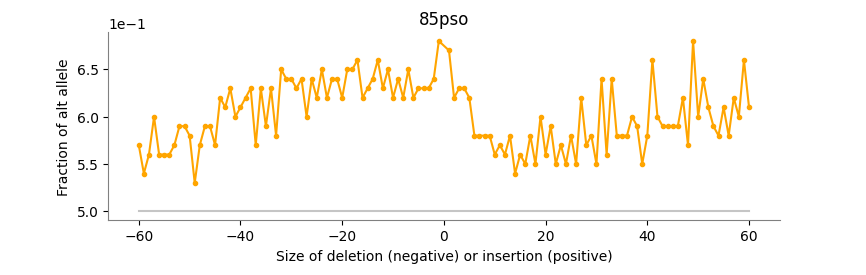 85pso
1e−1
6.5
6.0
5.5
5.0
Fraction of alt allele
−60 −40 −20 0 20 40 60
Size of deletion (negative) or insertion (positive)